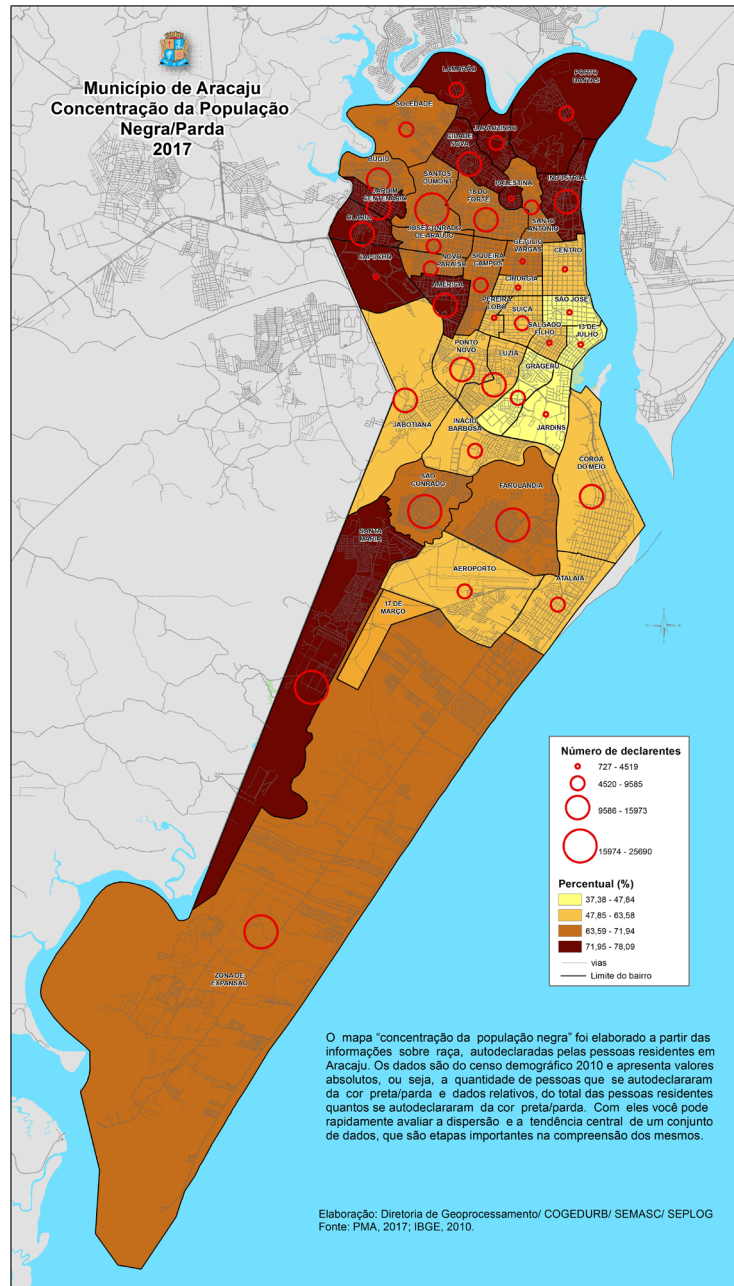 Município de Aracaju
Concentração da População
Negra/Parda
2017
LAMARÃO
PORTO
DANTAS
SOLEDADE
JAPÃOZINHO
CIDADE
NOVA
BUGIO
SANTOS
DUMONT
PALESTINA
INDUSTRIAL
JARDIM
CENTENÁRIO
18 DO
FORTE
OLARIA
SANTO
ANTONIO
JOSE CONRADO
DE ARAÚJO
GETÚLIO
VARGAS
CAPUCHO
NOVO
PARAÍSO
SIQUEIRA
CAMPOS
CENTRO
CIRURGIA
AMÉRICA
PEREIRA
LOBO
SÃO JOSÉ
SUIÇA
SALGADO
FILHO
13 DE
JULHO
PONTO
NOVO
LUZIA
GRAGERU
JABOTIANA
INACIO
BARBOSA
JARDINS
COROA
DO MEIO
SÃO
CONRADO
FAROLANDIA
SANTA
MARIA
AEROPORTO
ATALAIA
17 DE
MARÇO
ZONA DE
EXPANSÃO
Número de declarentes
727 - 4519
4520 - 9585
9586 - 15973
15974 - 25690
Percentual (%)
37,38 - 47,84
47,85 - 63,58
63,59 - 71,94
71,95 - 78,09
vias
Limite do bairro
O mapa "concentração da população negra" foi elaborado a partir das
informações sobre raça, autodeclaradas pelas pessoas residentes em
Aracaju. Os dados são do censo demográfico 2010 e apresenta valores
absolutos, ou seja, a quantidade de pessoas que se autodeclararam
da cor preta/parda e dados relativos, do total das pessoas residentes
quantos se autodeclararam da cor preta/parda. Com eles você pode
rapidamente avaliar a dispersão e a tendência central de um conjunto
de dados, que são etapas importantes na compreensão dos mesmos.
Elaboração: Diretoria de Geoprocessamento/ COGEDURB/ SEMASC/ SEPLOG
Fonte: PMA, 2017; IBGE, 2010.